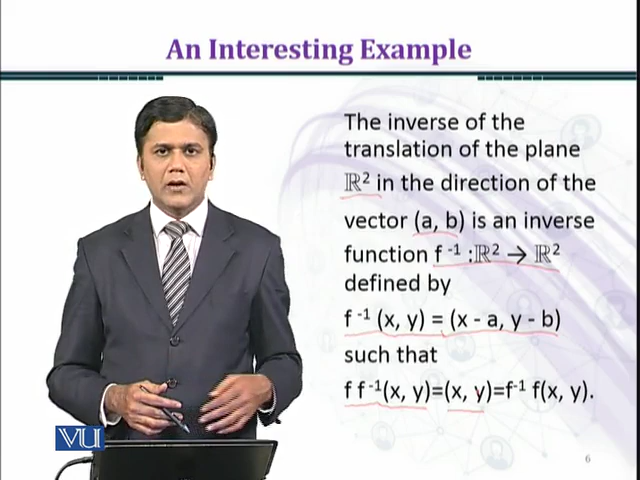 An Interesting Example
The inverse of the
translation of the plane
ℝ² in the direction of the
vector (a, b) is an inverse
function f ⁻¹ :ℝ² → ℝ²
defined by
f ⁻¹ (x, y) = (x - a, y - b)
such that
f f⁻¹(x, y)=(x, y)=f⁻¹ f(x, y).
VU
6